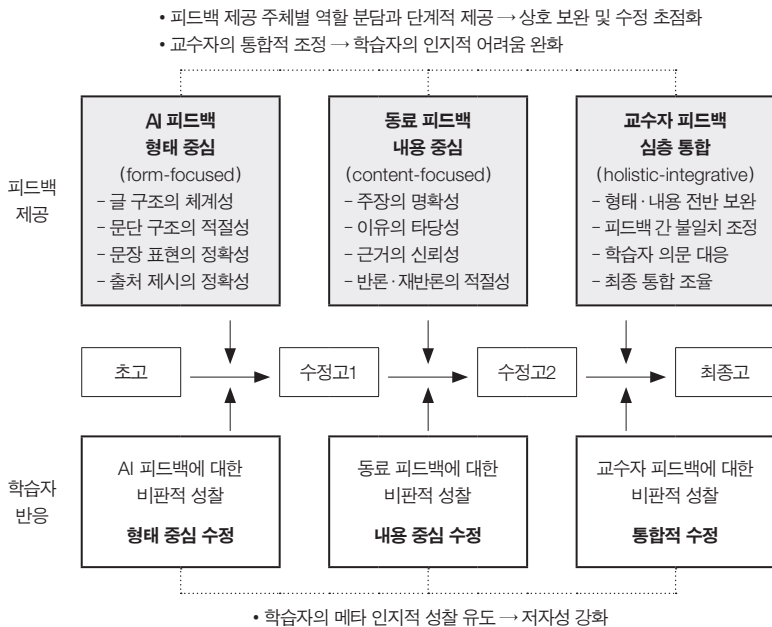 • 피드백 제공 주체별 역할 분담과 단계적 제공 → 상호 보완 및 수정 초점화
• 교수자의 통합적 조정 → 학습자의 인지적 어려움 완화
피드백
제공
AI 피드백
형태 중심
(form-focused)
– 글 구조의 체계성
– 문단 구조의 적절성
– 문장 표현의 정확성
– 출처 제시의 정확성
동료 피드백
내용 중심
(content-focused)
– 주장의 명확성
– 이유의 타당성
– 근거의 신뢰성
– 반론·재반론의 적절성
교수자 피드백
심층 통합
(holistic-integrative)
– 형태·내용 전반 보완
– 피드백 간 불일치 조정
– 학습자 의문 대응
– 최종 통합 조율
초고
수정고1
수정고2
최종고
학습자
반응
AI 피드백에 대한
비판적 성찰
형태 중심 수정
동료 피드백에 대한
비판적 성찰
내용 중심 수정
교수자 피드백에 대한
비판적 성찰
통합적 수정
• 학습자의 메타 인지적 성찰 유도 → 저자성 강화